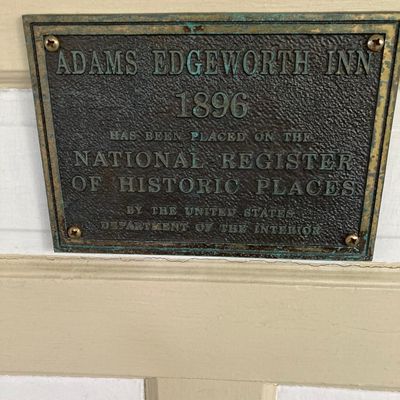 ADAMS EDGEWORTH INN
1896
HAS BEEN PLACED ON THE
NATIONAL REGISTER
OF HISTORIC PLACES
BY THE UNITED STATES
DEPARTMENT OF THE INTERIOR